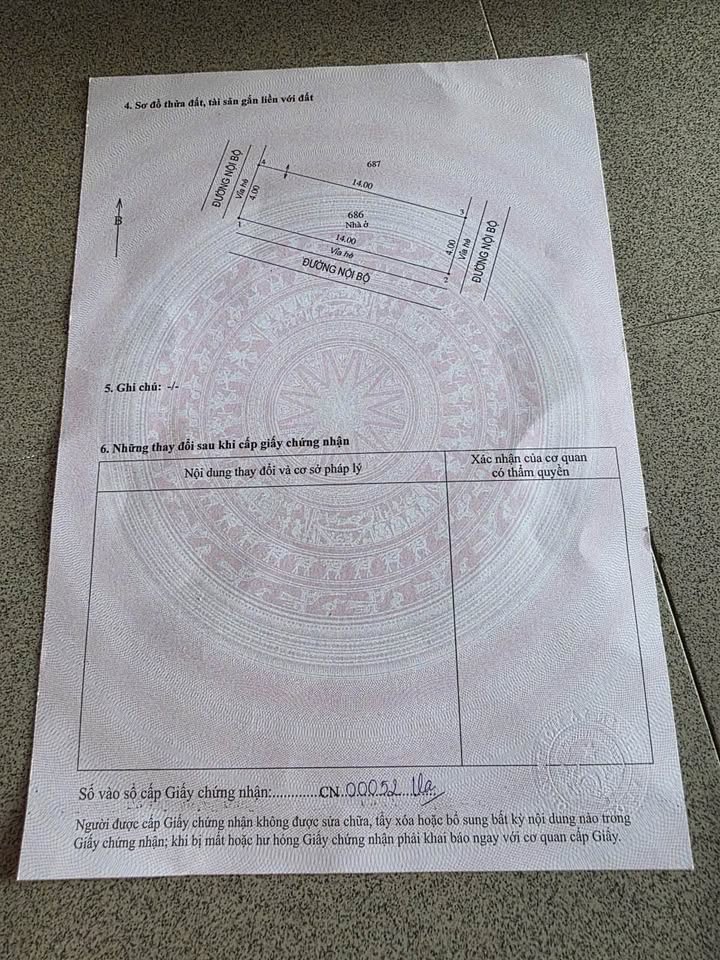 4. Sơ đồ thửa đất, tài sản gắn liền với đất
ĐƯỜNG NỘI BỘ
Vỉa hè
4
4.00
687
14.00
3
B
1
686
Nhà ở
14.00
Vỉa hè
ĐƯỜNG NỘI BỘ
2
4.00
Vỉa hè
ĐƯỜNG NỘI BỘ
5. Ghi chú: -/-
6. Những thay đổi sau khi cấp giấy chứng nhận
Nội dung thay đổi và cơ sở pháp lý
Xác nhận của cơ quan
có thẩm quyền
Số vào sổ cấp Giấy chứng nhận:.............CN 00052
Người được cấp Giấy chứng nhận không được sửa chữa, tẩy xóa hoặc bổ sung bất kỳ nội dung nào trong
Giấy chứng nhận; khi bị mất hoặc hư hỏng Giấy chứng nhận phải khai báo ngay với cơ quan cấp Giấy.